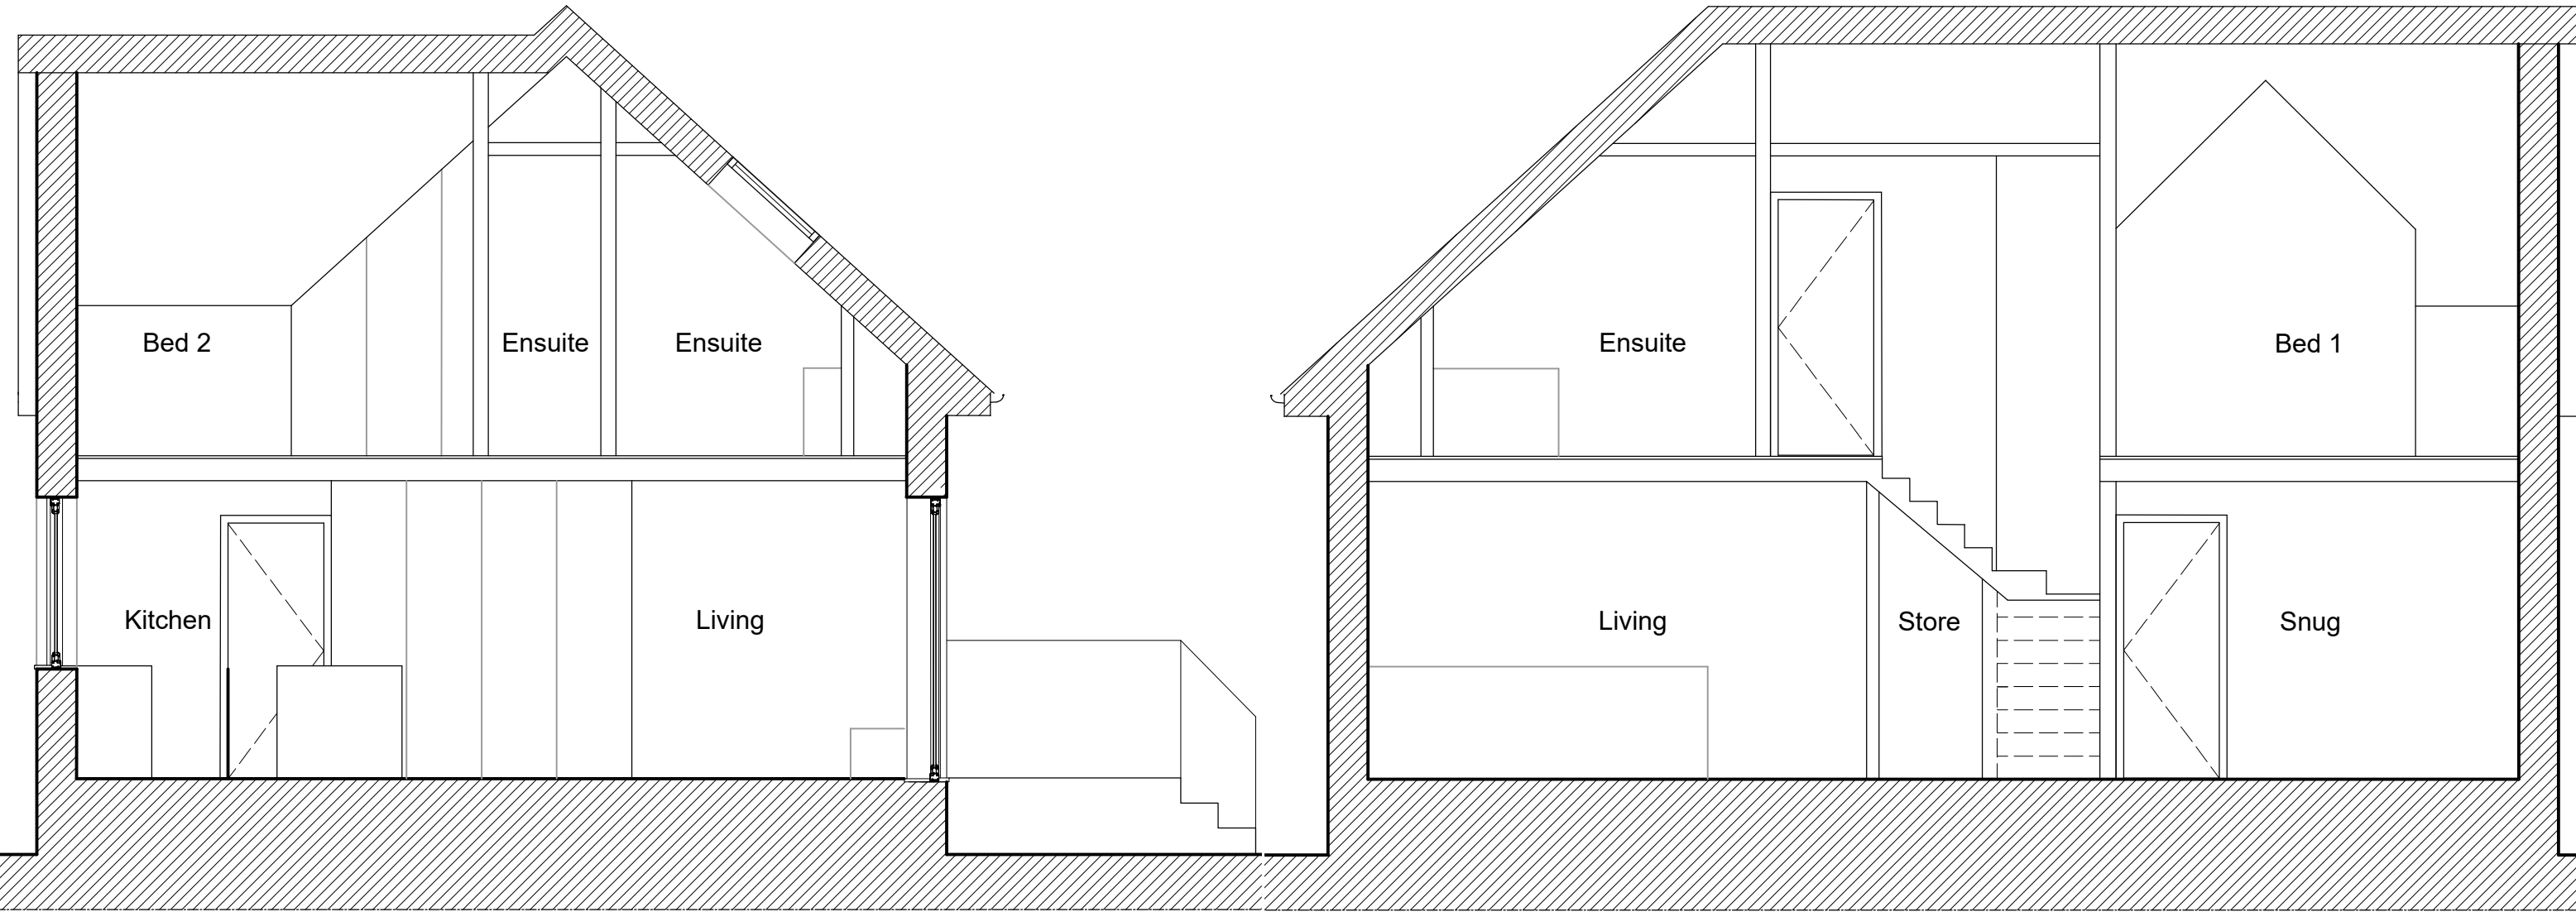 Bed 2
Ensuite
Ensuite
Ensuite
Bed 1
Kitchen
Living
Living
Store
Snug